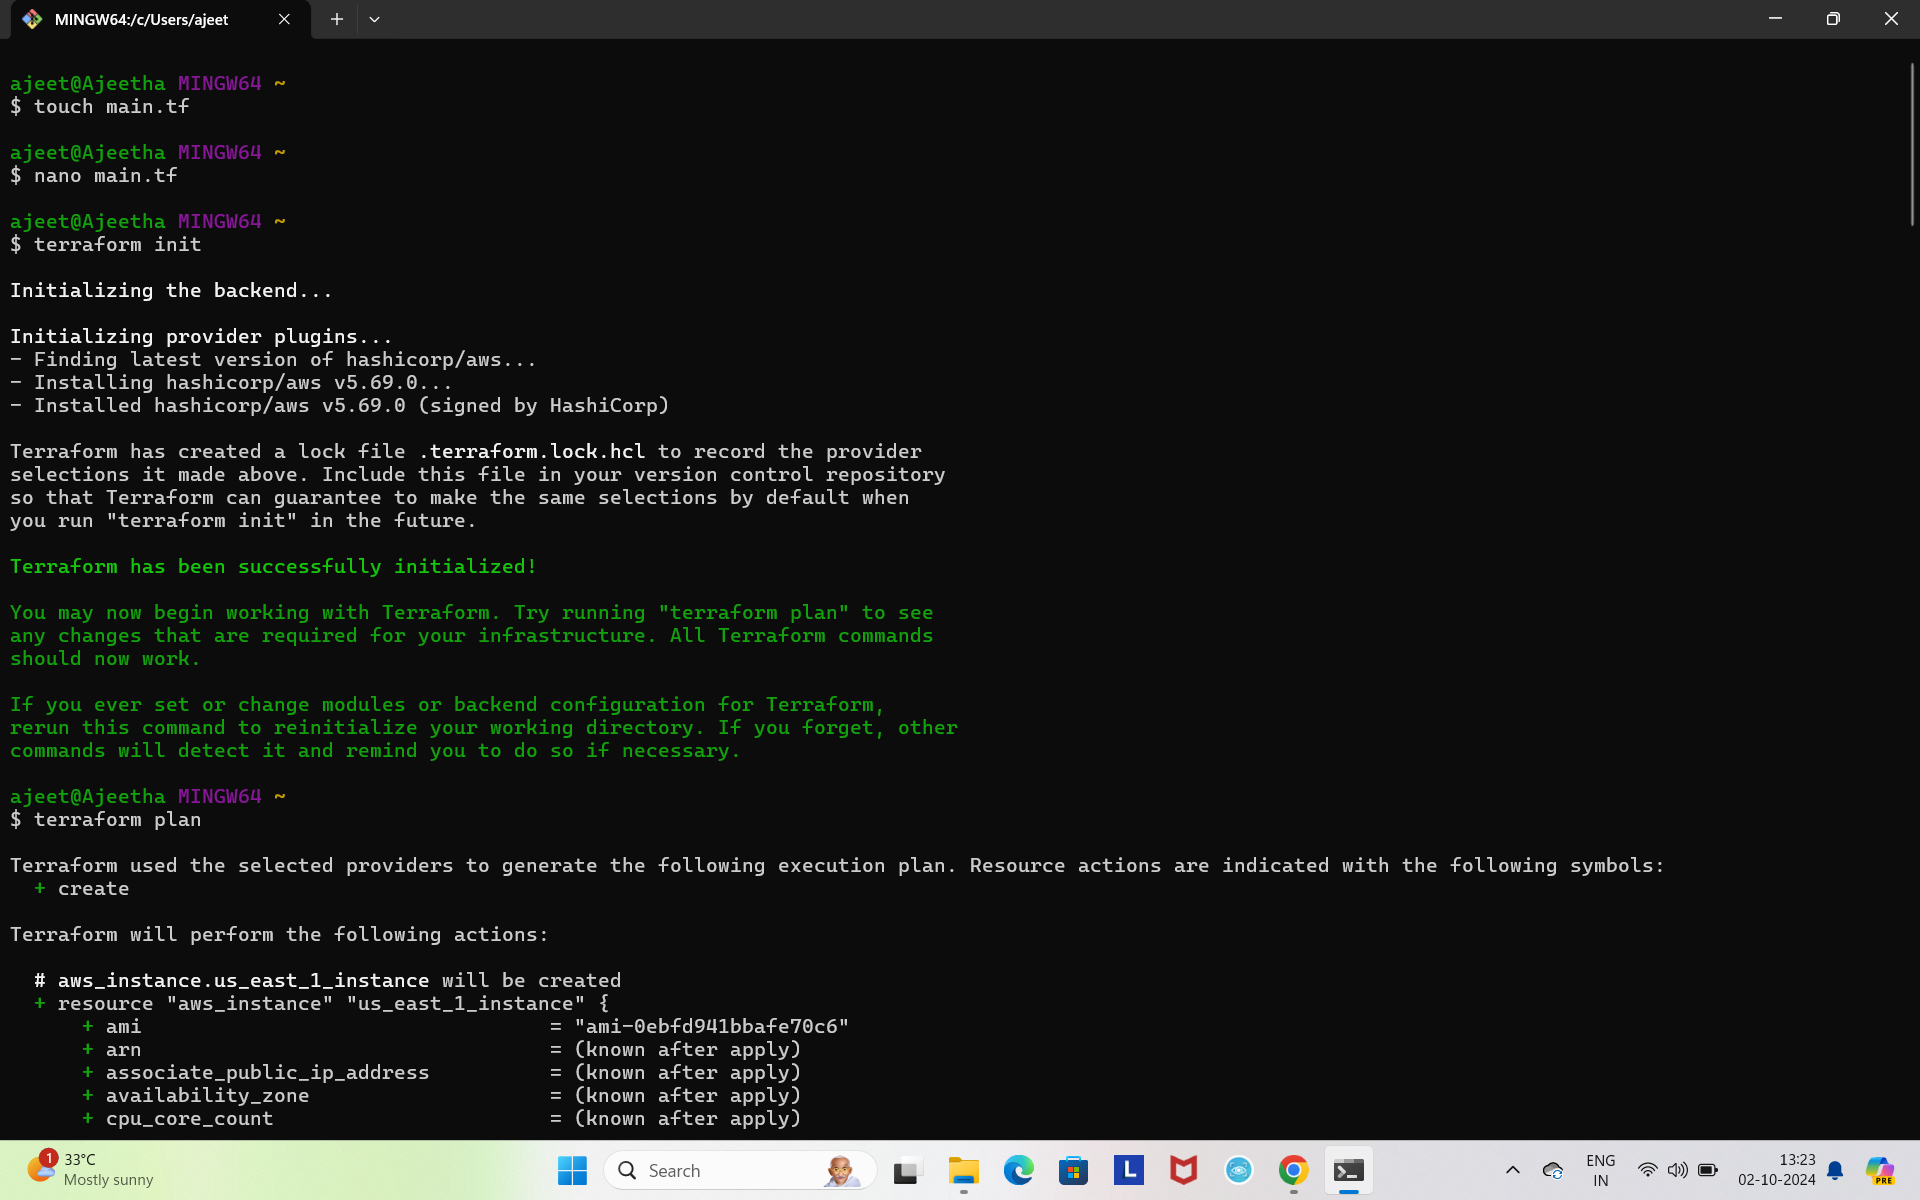 MINGW64:/c/Users/ajeet
ajeet@Ajeetha MINGW64 ~
$ touch main.tf
ajeet@Ajeetha MINGW64 ~
$ nano main.tf
ajeet@Ajeetha MINGW64 ~
$ terraform init
Initializing the backend...
Initializing provider plugins...
- Finding latest version of hashicorp/aws...
- Installing hashicorp/aws v5.69.0...
- Installed hashicorp/aws v5.69.0 (signed by HashiCorp)
Terraform has created a lock file .terraform.lock.hcl to record the provider
selections it made above. Include this file in your version control repository
so that Terraform can guarantee to make the same selections by default when
you run "terraform init" in the future.
Terraform has been successfully initialized!
You may now begin working with Terraform. Try running "terraform plan" to see
any changes that are required for your infrastructure. All Terraform commands
should now work.
If you ever set or change modules or backend configuration for Terraform,
rerun this command to reinitialize your working directory. If you forget, other
commands will detect it and remind you to do so if necessary.
ajeet@Ajeetha MINGW64 ~
$ terraform plan
Terraform used the selected providers to generate the following execution plan. Resource actions are indicated with the following symbols:
+ create
Terraform will perform the following actions:
# aws_instance.us_east_1_instance will be created
+ resource "aws_instance" "us_east_1_instance" {
+ ami = "ami-0ebfd941bbafe70c6"
+ arn = (known after apply)
+ associate_public_ip_address = (known after apply)
+ availability_zone = (known after apply)
+ cpu_core_count = (known after apply)
1
33°C
Mostly sunny
Search
L
ENG
IN
13:23
02-10-2024
PRE